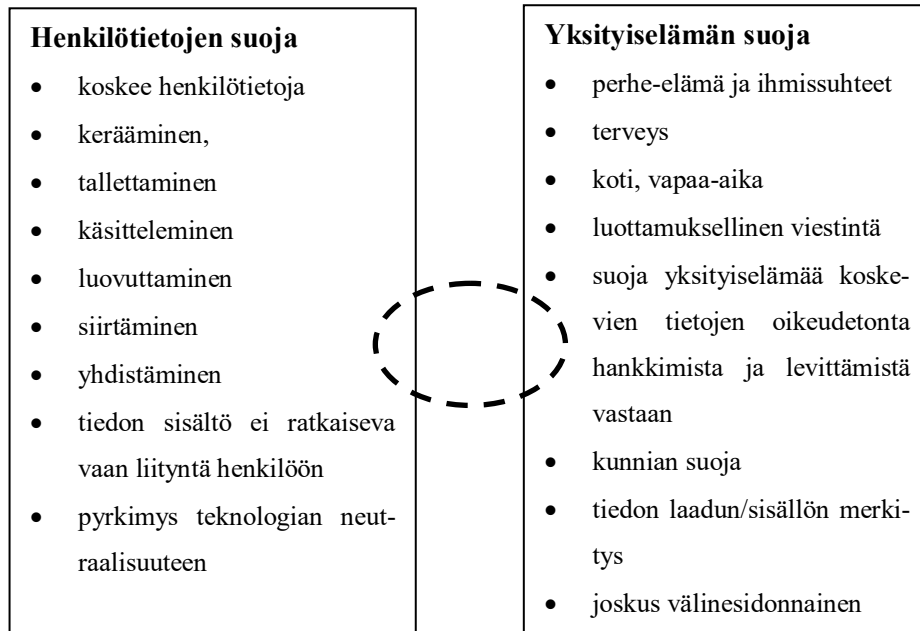 Henkilötietojen suoja
• koskee henkilötietoja
• kerääminen,
• tallettaminen
• käsitteleminen
• luovuttaminen
• siirtäminen
• yhdistäminen
• tiedon sisältö ei ratkaiseva
vaan liityntä henkilöön
• pyrkimys teknologian neut-
raalisuuteen
Yksityiselämän suoja
• perhe-elämä ja ihmissuhteet
• terveys
• koti, vapaa-aika
• luottamuksellinen viestintä
• suoja yksityiselämää koske-
vien tietojen oikeudetonta
hankkimista ja levittämistä
vastaan
• kunnian suoja
• tiedon laadun/sisällön merki-
tys
• joskus välinesidonnainen